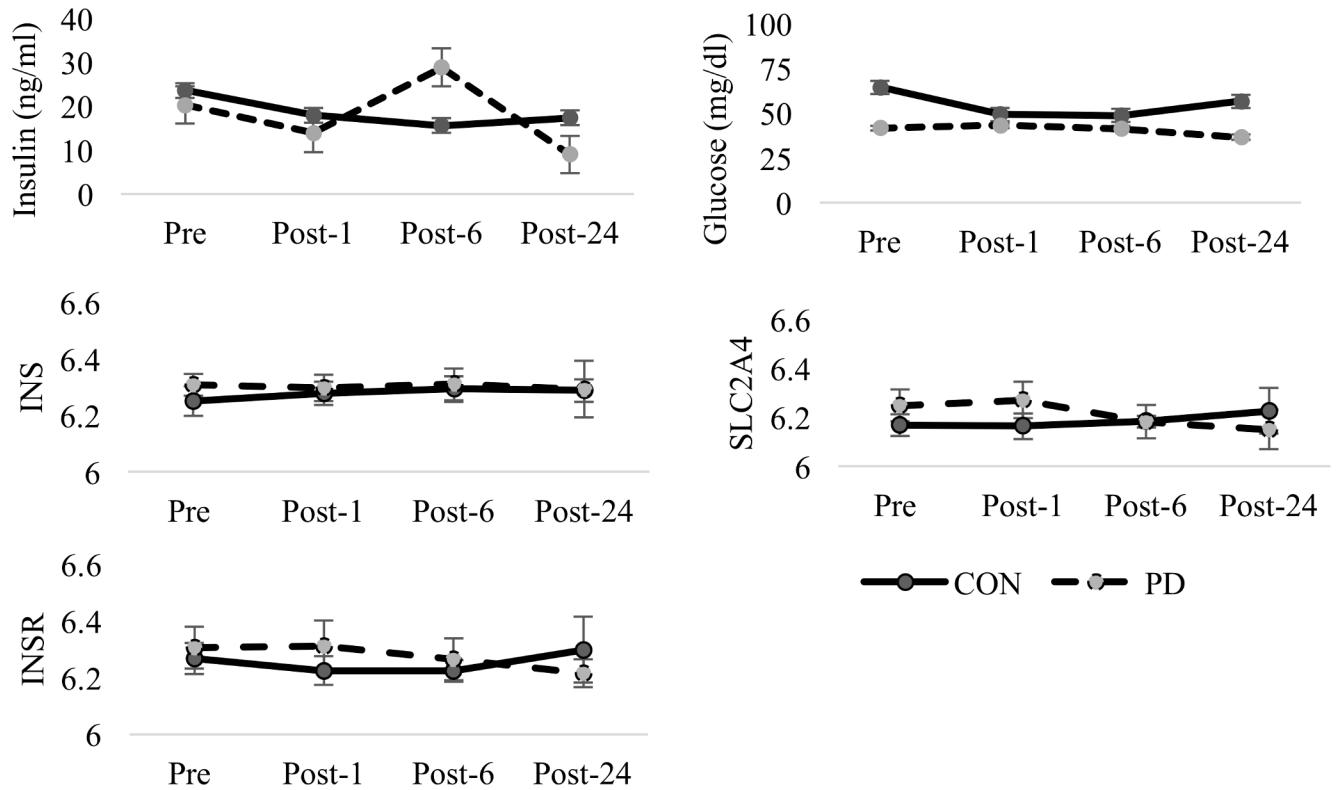 Insulin (ng/ml)
40
30
20
10
0
Pre Post-1 Post-6 Post-24
Glucose (mg/dl)
100
75
50
25
0
Pre Post-1 Post-6 Post-24
INS
6.6
6.4
6.2
6
Pre Post-1 Post-6 Post-24
SLC2A4
6.6
6.4
6.2
6
Pre Post-1 Post-6 Post-24
INSR
6.6
6.4
6.2
6
Pre Post-1 Post-6 Post-24
CON PD